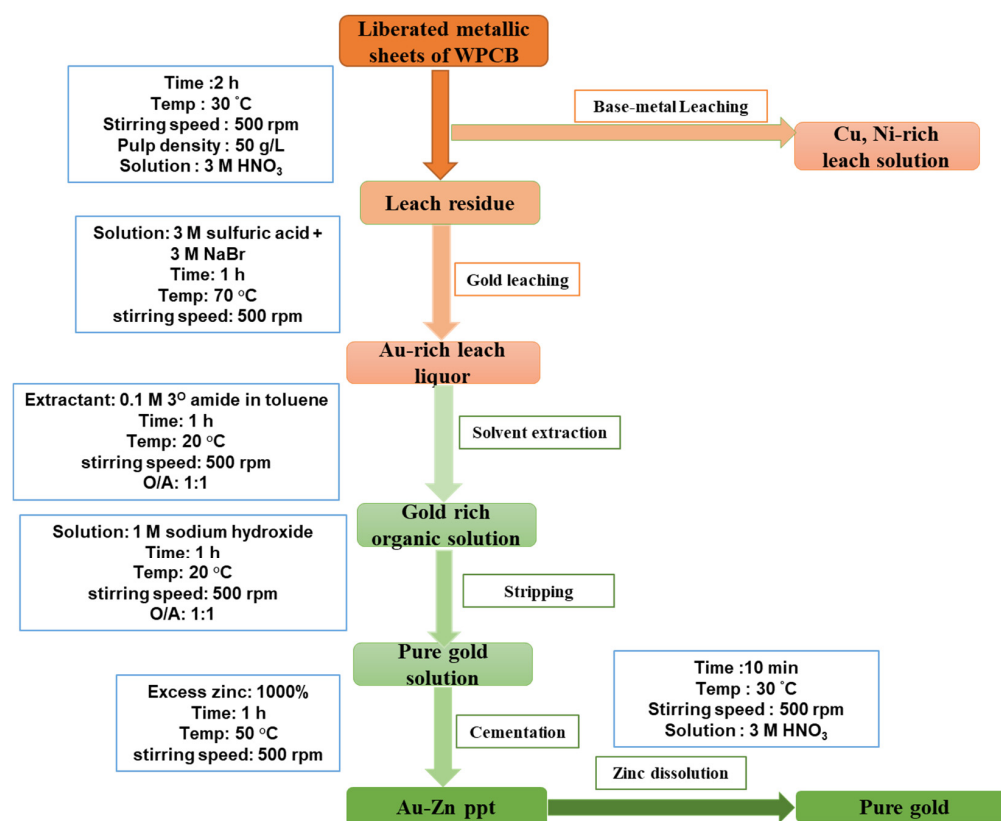 Liberated metallic
sheets of WPCB
Time :2 h
Temp : 30 °C
Stirring speed : 500 rpm
Pulp density : 50 g/L
Solution : 3 M HNO₃
Base-metal Leaching
Cu, Ni-rich
leach solution
Leach residue
Solution: 3 M sulfuric acid +
3 M NaBr
Time: 1 h
Temp: 70 °C
stirring speed: 500 rpm
Gold leaching
Au-rich leach
liquor
Extractant: 0.1 M 3ᴼ amide in toluene
Time: 1 h
Temp: 20 °C
stirring speed: 500 rpm
O/A: 1:1
Solvent extraction
Gold rich
organic solution
Solution: 1 M sodium hydroxide
Time: 1 h
Temp: 20 °C
stirring speed: 500 rpm
O/A: 1:1
Stripping
Pure gold
solution
Excess zinc: 1000%
Time: 1 h
Temp: 50 °C
stirring speed: 500 rpm
Cementation
Time :10 min
Temp : 30 °C
Stirring speed : 500 rpm
Solution : 3 M HNO₃
Zinc dissolution
Au-Zn ppt
Pure gold